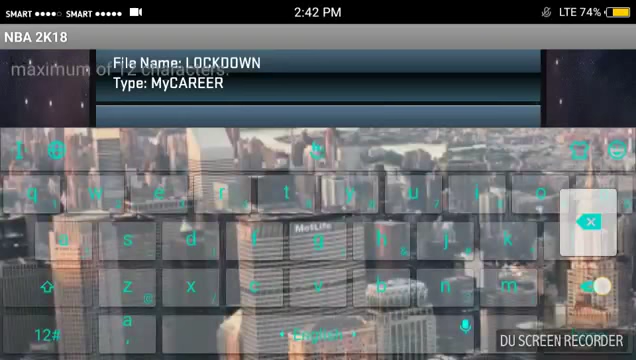 SMART SMART 2:42 PM LTE 74%
NBA 2K18
File Name: LOCKDOWN
maximum of 12 characters.
Type: MyCAREER
q w e r t y u i o
a s d f g h j k
MetLife
z x c v b n m
12# a , English
DU SCREEN RECORDER